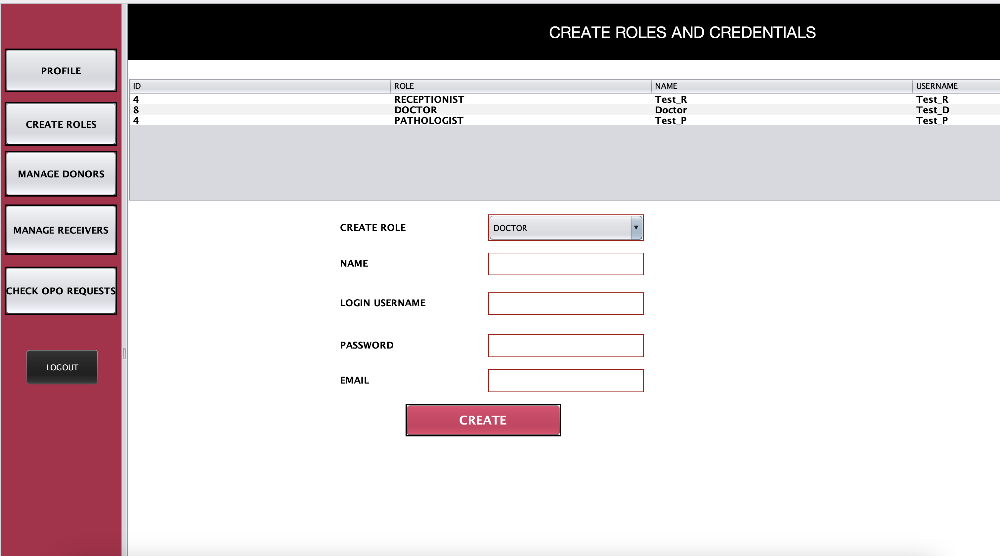 CREATE ROLES AND CREDENTIALS
PROFILE
CREATE ROLES
MANAGE DONORS
MANAGE RECEIVERS
CHECK OPO REQUESTS
LOGOUT
ID ROLE NAME USERNAME
4 RECEPTIONIST Test_R Test_R
8 DOCTOR Doctor Test_D
4 PATHOLOGIST Test_P Test_P
CREATE ROLE DOCTOR
NAME
LOGIN USERNAME
PASSWORD
EMAIL
CREATE